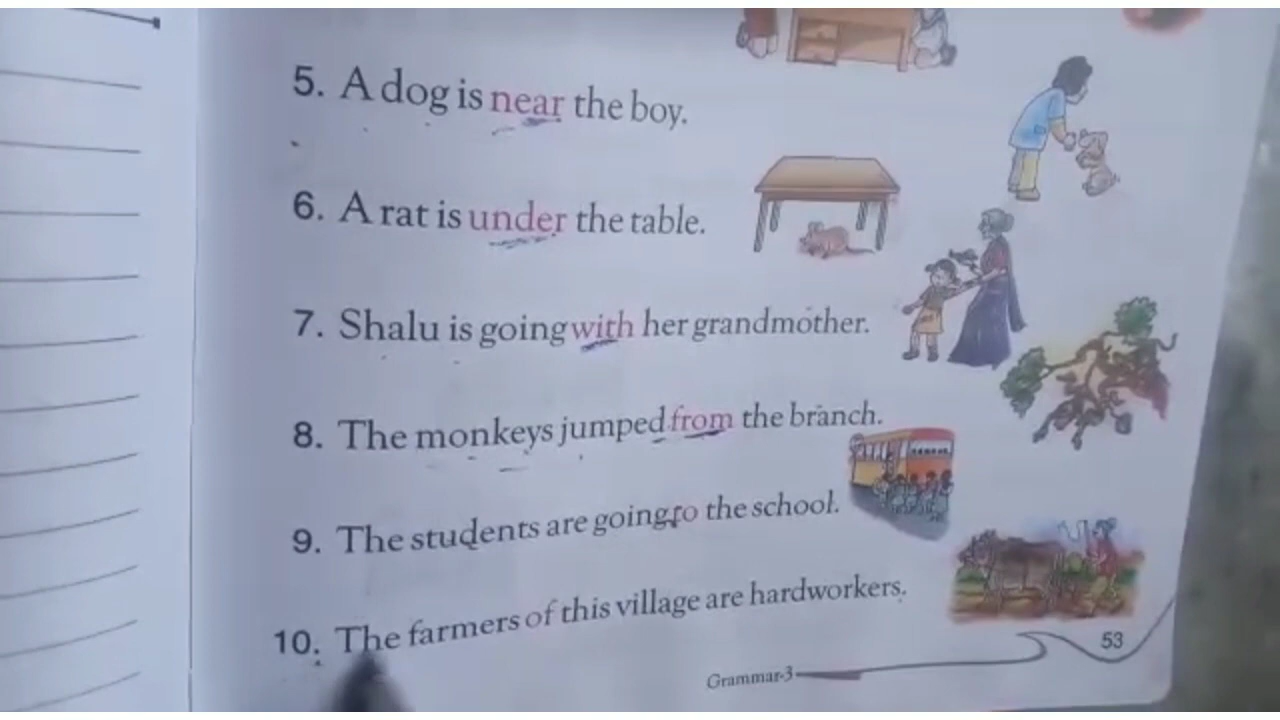 5. A dog is near the boy.
6. A rat is under the table.
7. Shalu is going with her grandmother.
8. The monkeys jumped from the branch.
9. The students are going to the school.
10. The farmers of this village are hardworkers.
Grammar-3
53